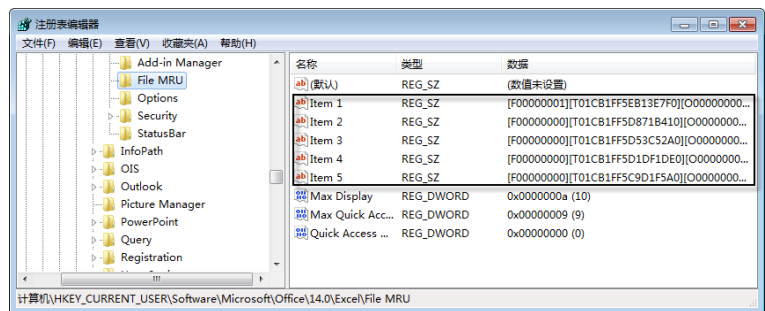 注册表编辑器
文件(F) 编辑(E) 查看(V) 收藏夹(A) 帮助(H)
Add-in Manager
File MRU
Options
Security
StatusBar
InfoPath
OIS
Outlook
Picture Manager
PowerPoint
Query
Registration
名称 类型 数据
(默认) REG_SZ (数值未设置)
Item 1 REG_SZ [F00000001][T01CB1FF5EB13E7F0][O00000000...
Item 2 REG_SZ [F00000000][T01CB1FF5D871B410][O0000000...
Item 3 REG_SZ [F00000000][T01CB1FF5D53C52A0][O0000000...
Item 4 REG_SZ [F00000000][T01CB1FF5D1DF1DE0][O0000000...
Item 5 REG_SZ [F00000000][T01CB1FF5C9D1F5A0][O0000000...
Max Display REG_DWORD 0x0000000a (10)
Max Quick Acc... REG_DWORD 0x00000009 (9)
Quick Access ... REG_DWORD 0x00000000 (0)
计算机\HKEY_CURRENT_USER\Software\Microsoft\Office\14.0\Excel\File MRU